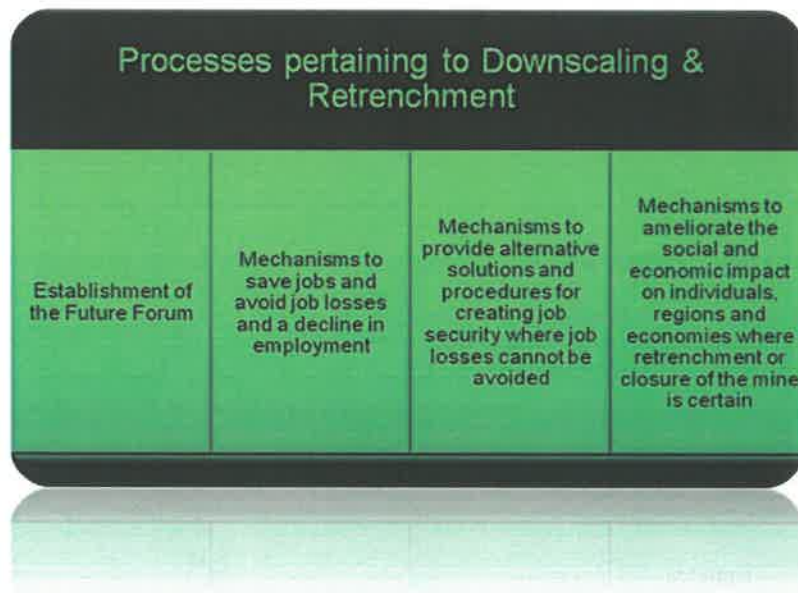 Processes pertaining to Downscaling &
Retrenchment
Establishment of
the Future Forum
Mechanisms to
save jobs and
avoid job losses
and a decline in
employment
Mechanisms to
provide alternative
solutions and
procedures for
creating job
security where job
losses cannot be
avoided
Mechanisms to
ameliorate the
social and
economic impact
on individuals,
regions and
economies where
retrenchment or
closure of the mine
is certain